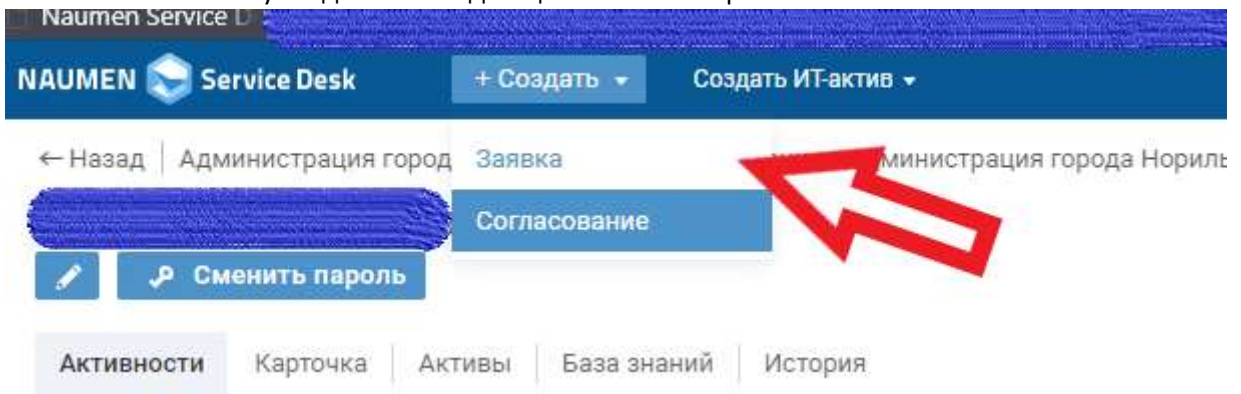 Naumen Service D
NAUMEN Service Desk + Создать Создать ИТ-актив
← Назад Администрация город министрация города Нориль
Заявка
Согласование
Сменить пароль
Активности Карточка Активы База знаний История